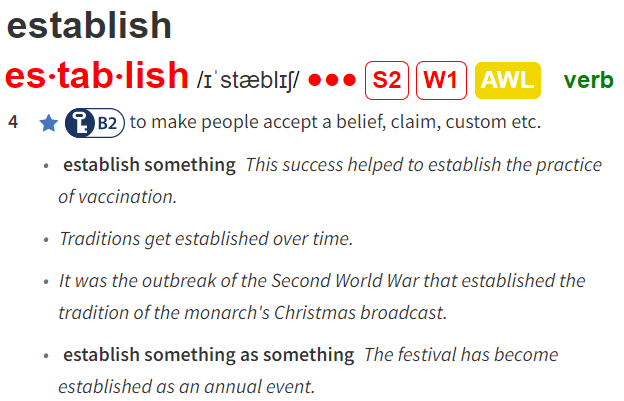 establish
es·tab·lish /ɪˈstæblɪʃ/ ●●● S2 W1 AWL verb
4 ★ B2 to make people accept a belief, claim, custom etc.
• establish something This success helped to establish the practice
of vaccination.
• Traditions get established over time.
• It was the outbreak of the Second World War that established the
tradition of the monarch's Christmas broadcast.
• establish something as something The festival has become
established as an annual event.